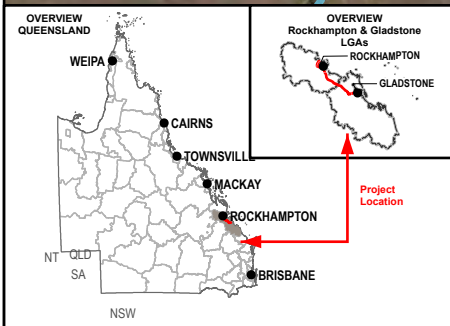 OVERVIEW
QUEENSLAND
WEIPA
CAIRNS
TOWNSVILLE
MACKAY
ROCKHAMPTON
BRISBANE
NT
QLD
SA
NSW
OVERVIEW
Rockhampton & Gladstone
LGAs
ROCKHAMPTON
GLADSTONE
Project
Location